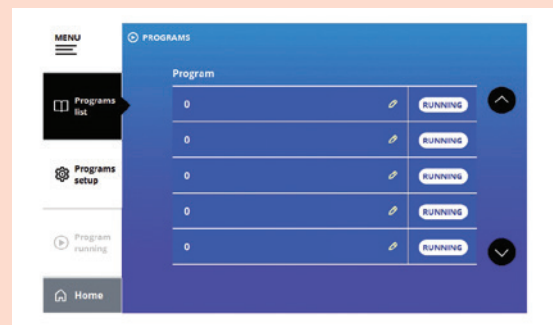 MENU
PROGRAMS
Program
Programs
list
0 RUNNING
0 RUNNING
Programs
setup
0 RUNNING
0 RUNNING
Program
running
0 RUNNING
Home